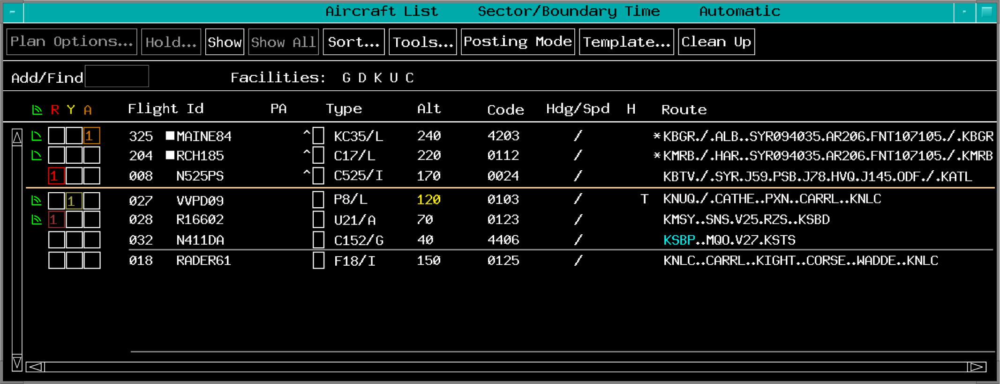 Aircraft List Sector/Boundary Time Automatic
Plan Options... Hold... Show Show All Sort... Tools... Posting Mode Template... Clean Up
Add/Find Facilities: G D K U C
R Y A Flight Id PA Type Alt Code Hdg/Spd H Route
1 325 MAINE84 ^ KC35/L 240 4203 / *KBGR./.ALB..SYR094035.AR206.FNT107105./.KBGR
204 RCH185 ^ C17/L 220 0112 / *KMRB./.HAR..SYR094035.AR206.FNT107105./.KMRB
1 008 N525PS ^ C525/I 170 0024 / KBTV./.SYR.J59.PSB.J78.HVQ.J145.ODF./.KATL
1 027 VVPD09 P8/L 120 0103 / T KNUQ./.CATHE..PXN..CARRL..KNLC
1 028 R16602 U21/A 70 0123 / KMSY..SNS.V25.RZS..KSBD
032 N411DA C152/G 40 4406 / KSBP..MQO.V27.KSTS
018 RADER61 F18/I 150 0125 / KNLC..CARRL..KIGHT..CORSE..WADDE..KNLC